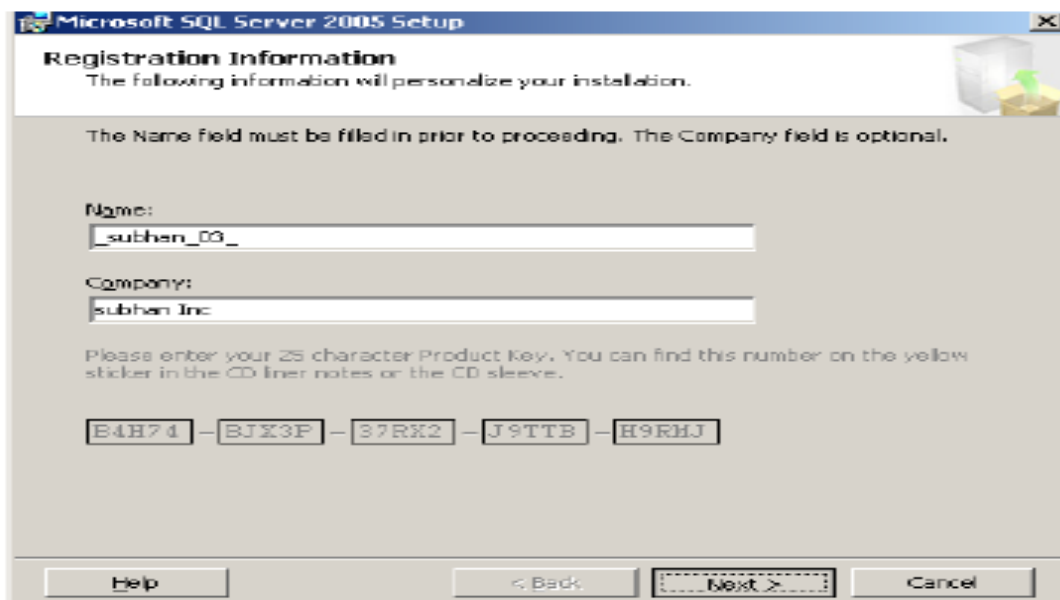 Microsoft SQL Server 2005 Setup
Registration Information
The following information will personalize your installation.
The Name field must be filled in prior to proceeding. The Company field is optional.
Name:
_subhan_03_
Company:
subhan Inc
Please enter your 25 character Product Key. You can find this number on the yellow
sticker in the CD liner notes or the CD sleeve.
B4H74 - BJX3P - 37RX2 - J9TTB - H9RMJ
Help
< Back
Next >
Cancel